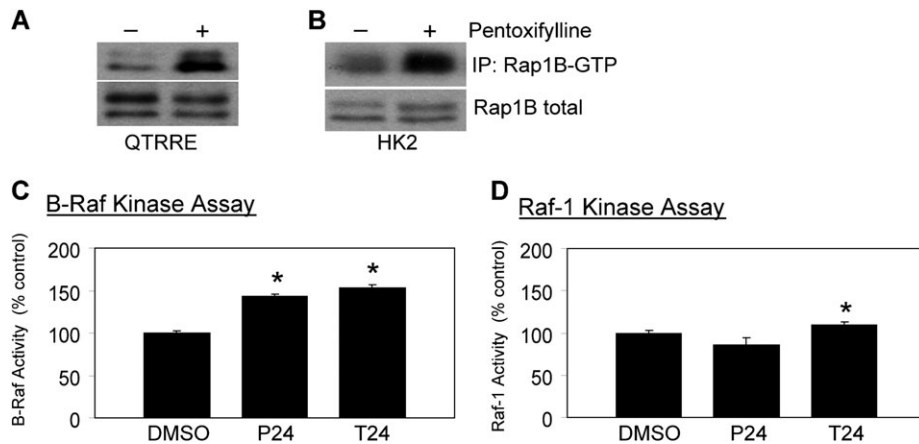 A
B
− +
− +
Pentoxifylline
IP: Rap1B-GTP
Rap1B total
QTRRE
HK2
C
B-Raf Kinase Assay
B-Raf Activity (% control)
200
150
100
50
0
*
*
DMSO P24 T24
D
Raf-1 Kinase Assay
Raf-1 Activity (% control)
200
150
100
50
0
*
DMSO P24 T24